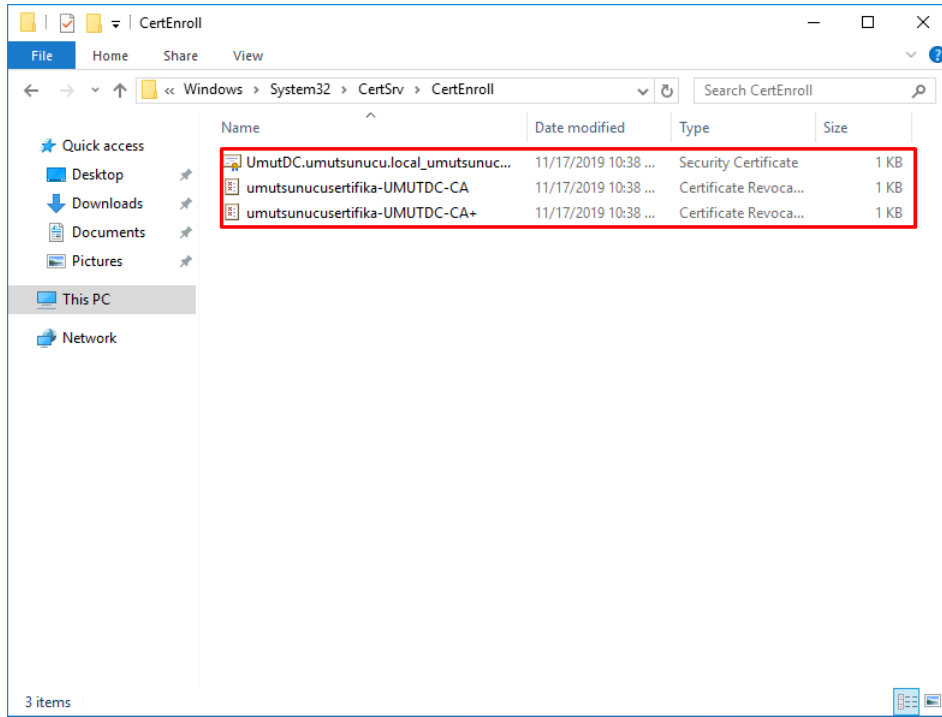 CertEnroll
File Home Share View
« Windows > System32 > CertSrv > CertEnroll Search CertEnroll
Name Date modified Type Size
Quick access
Desktop
Downloads
Documents
Pictures
This PC
Network
UmutDC.umutsunucu.local_umutsunuc... 11/17/2019 10:38 ... Security Certificate 1 KB
umutsunucusertifika-UMUTDC-CA 11/17/2019 10:38 ... Certificate Revoca... 1 KB
umutsunucusertifika-UMUTDC-CA+ 11/17/2019 10:38 ... Certificate Revoca... 1 KB
3 items